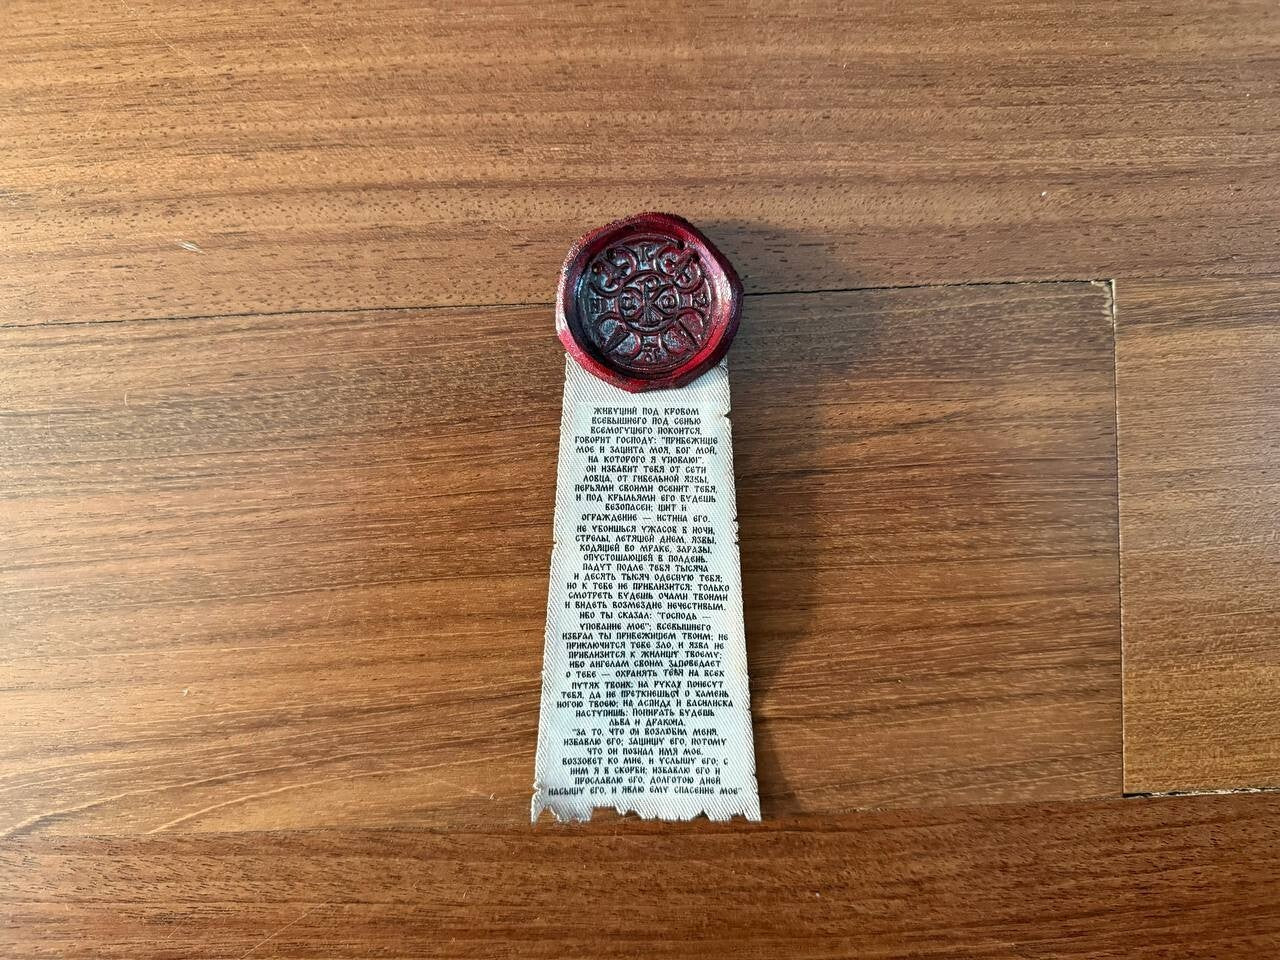 ЖИВУЩИЙ ПОД КРОВОМ
ВСЕВЫШНЕГО ПОД СЕНЬЮ
ВСЕМОГУЩЕГО ПОКОИТСЯ,
ГОВОРИТ ГОСПОДУ: "ПРИБЕЖИЩЕ
МОЕ И ЗАЩИТА МОЯ, БОГ МОЙ,
НА КОТОРОГО Я УПОВАЮ!".
ОН ИЗБАВИТ ТЕБЯ ОТ СЕТИ
ЛОВЦА, ОТ ГИБЕЛЬНОЙ ЯЗВЫ,
ПЕРЬЯМИ СВОИМИ ОСЕНИТ ТЕБЯ,
И ПОД КРЫЛЬЯМИ ЕГО БУДЕШЬ
БЕЗОПАСЕН; ЩИТ И
ОГРАЖДЕНИЕ — ИСТИНА ЕГО.
НЕ УБОИШЬСЯ УЖАСОВ В НОЧИ,
СТРЕЛЫ, ЛЕТЯЩЕЙ ДНЕМ, ЯЗВЫ,
ХОДЯЩЕЙ ВО МРАКЕ, ЗАРАЗЫ,
ОПУСТОШАЮЩЕЙ В ПОЛДЕНЬ.
ПАДУТ ПОДЛЕ ТЕБЯ ТЫСЯЧА
И ДЕСЯТЬ ТЫСЯЧ ОДЕСНУЮ ТЕБЯ;
НО К ТЕБЕ НЕ ПРИБЛИЗИТСЯ: ТОЛЬКО
СМОТРЕТЬ БУДЕШЬ ОЧАМИ ТВОИМИ
И ВИДЕТЬ ВОЗМЕЗДИЕ НЕЧЕСТИВЫМ.
ИБО ТЫ СКАЗАЛ: "ГОСПОДЬ —
УПОВАНИЕ МОЕ"; ВСЕВЫШНЕГО
ИЗБРАЛ ТЫ ПРИБЕЖИЩЕМ ТВОИМ; НЕ
ПРИКЛЮЧИТСЯ ТЕБЕ ЗЛО, И ЯЗВА НЕ
ПРИБЛИЗИТСЯ К ЖИЛИЩУ ТВОЕМУ;
ИБО АНГЕЛАМ СВОИМ ЗАПОВЕДАЕТ
О ТЕБЕ — ОХРАНЯТЬ ТЕБЯ НА ВСЕХ
ПУТЯХ ТВОИХ: НА РУКАХ ПОНЕСУТ
ТЕБЯ, ДА НЕ ПРЕТКНЕШЬСЯ О КАМЕНЬ
НОГОЮ ТВОЕЮ; НА АСПИДА И ВАСИЛИСКА
НАСТУПИШЬ; ПОПИРАТЬ БУДЕШЬ
ЛЬВА И ДРАКОНА.
"ЗА ТО, ЧТО ОН ВОЗЛЮБИЛ МЕНЯ,
ИЗБАВЛЮ ЕГО; ЗАЩИЩУ ЕГО, ПОТОМУ
ЧТО ОН ПОЗНАЛ ИМЯ МОЕ.
ВОЗЗОВЕТ КО МНЕ, И УСЛЫШУ ЕГО; С
НИМ Я В СКОРБИ; ИЗБАВЛЮ ЕГО И
ПРОСЛАВЛЮ ЕГО, ДОЛГОТОЮ ДНЕЙ
НАСЫЩУ ЕГО, И ЯВЛЮ ЕМУ СПАСЕНИЕ МОЕ"